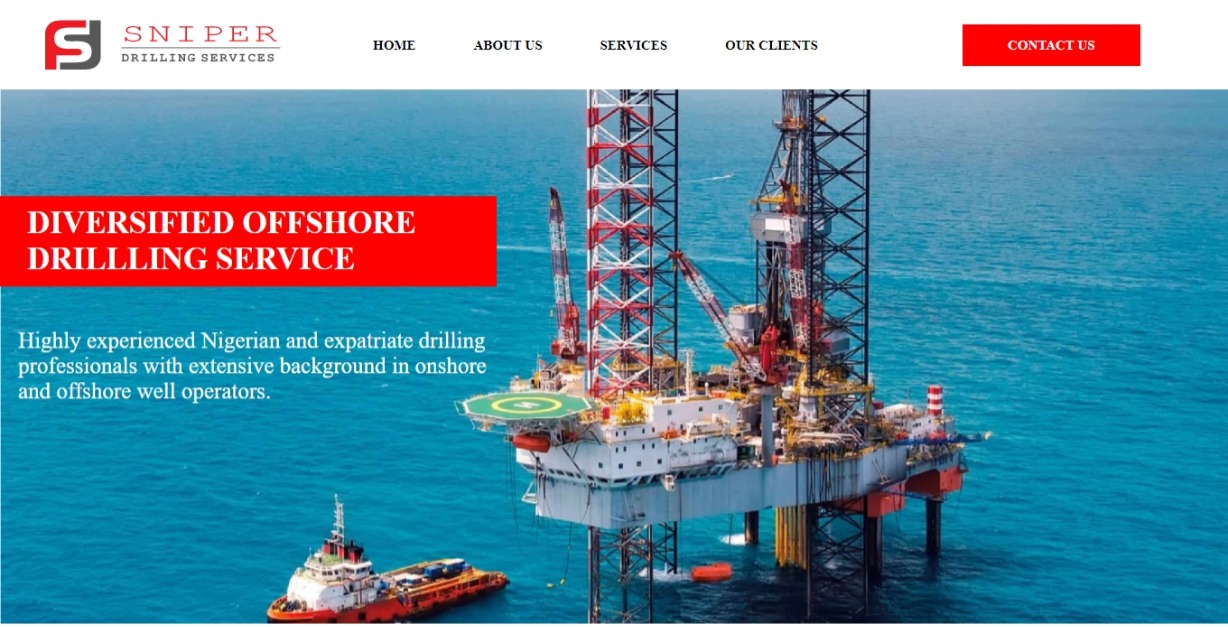 SNIPER
DRILLING SERVICES
HOME
ABOUT US
SERVICES
OUR CLIENTS
CONTACT US
DIVERSIFIED OFFSHORE
DRILLLING SERVICE
Highly experienced Nigerian and expatriate drilling
professionals with extensive background in onshore
and offshore well operators.
H